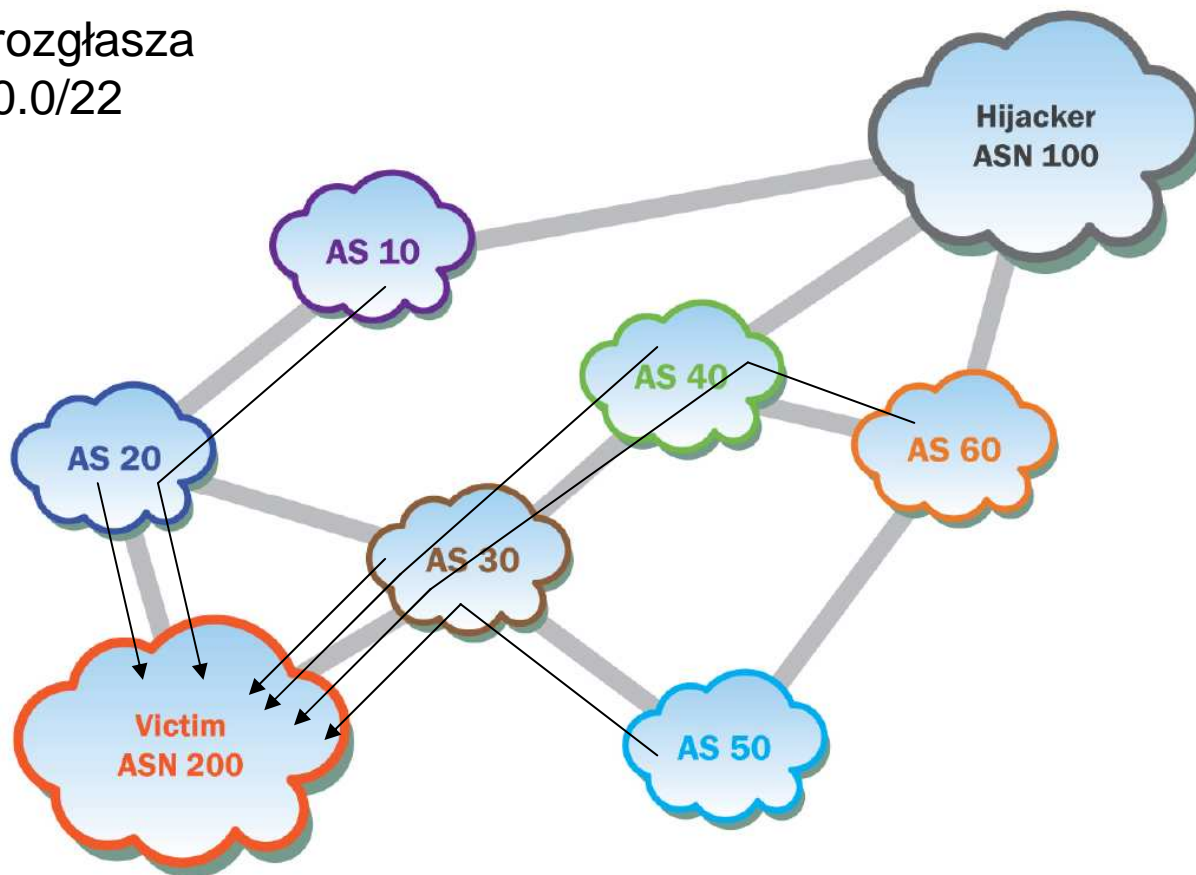 rozgłasza
0.0/22
Hijacker
ASN 100
AS 10
AS 40
AS 20
AS 60
AS 30
Victim
ASN 200
AS 50